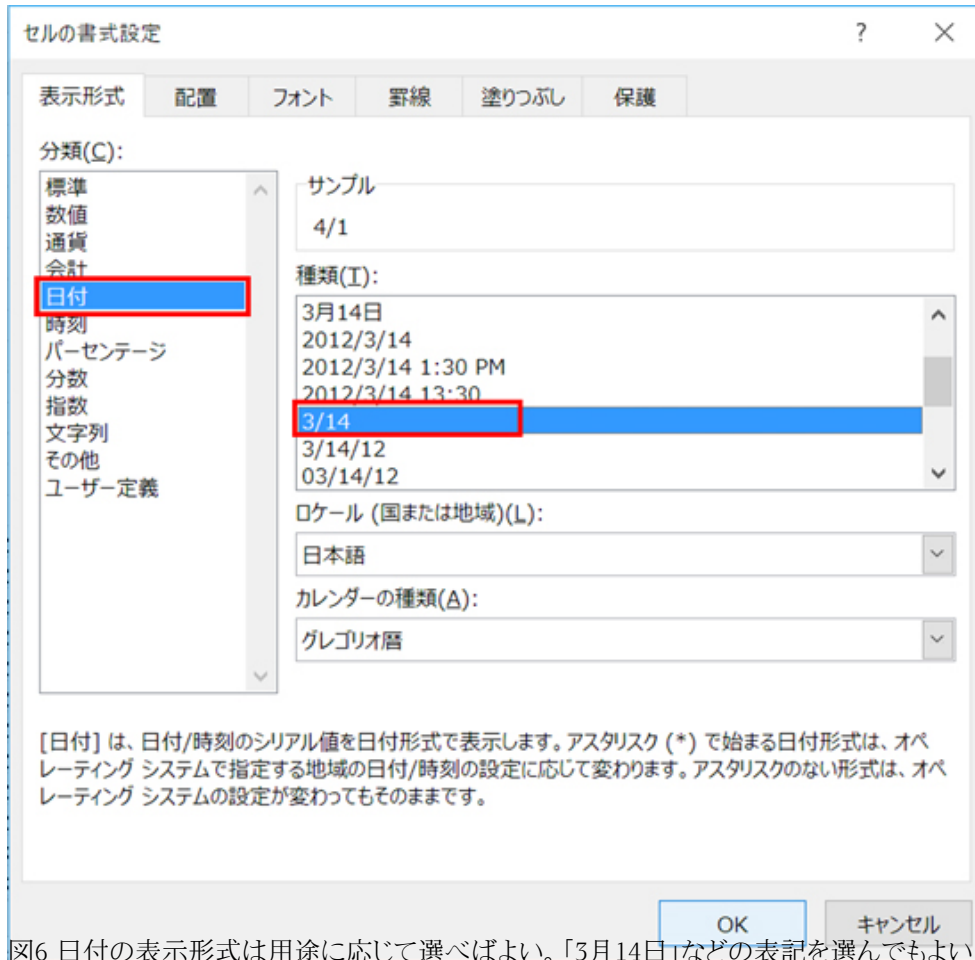 セルの書式設定
?
表示形式
配置
フォント
罫線
塗りつぶし
保護
分類(C):
標準
数値
通貨
会計
日付
時刻
パーセンテージ
分数
指数
文字列
その他
ユーザー定義
サンプル
4/1
種類(T):
3月14日
2012/3/14
2012/3/14 1:30 PM
2012/3/14 13:30
3/14
3/14/12
03/14/12
ロケール (国または地域)(L):
日本語
カレンダーの種類(A):
グレゴリオ暦
[日付] は、日付/時刻のシリアル値を日付形式で表示します。アスタリスク (*) で始まる日付形式は、オペ
レーティング システムで指定する地域の日付/時刻の設定に応じて変わります。アスタリスクのない形式は、オペ
レーティング システムの設定が変わってもそのままです。
OK
キャンセル
図6 日付の表示形式は用途に応じて選べばよい。「3月14日」などの表記を選んでもよい